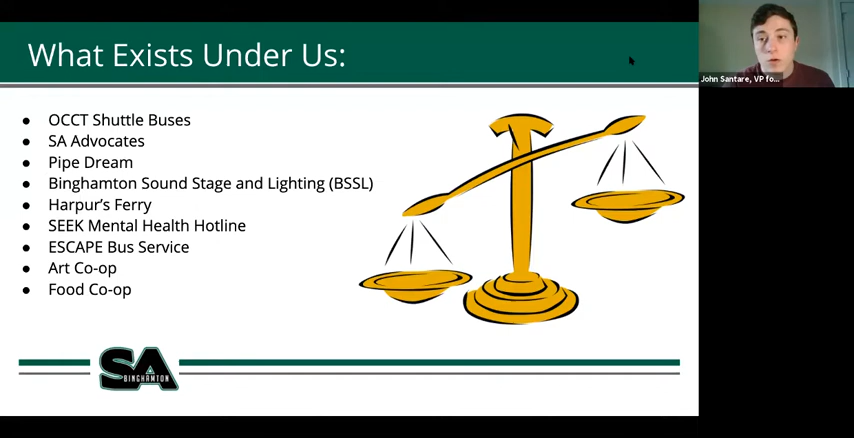 What Exists Under Us:
John Santare, VP fo...
OCCT Shuttle Buses
SA Advocates
Pipe Dream
Binghamton Sound Stage and Lighting (BSSL)
Harpur's Ferry
SEEK Mental Health Hotline
ESCAPE Bus Service
Art Co-op
Food Co-op
SA
BINGHAMTON